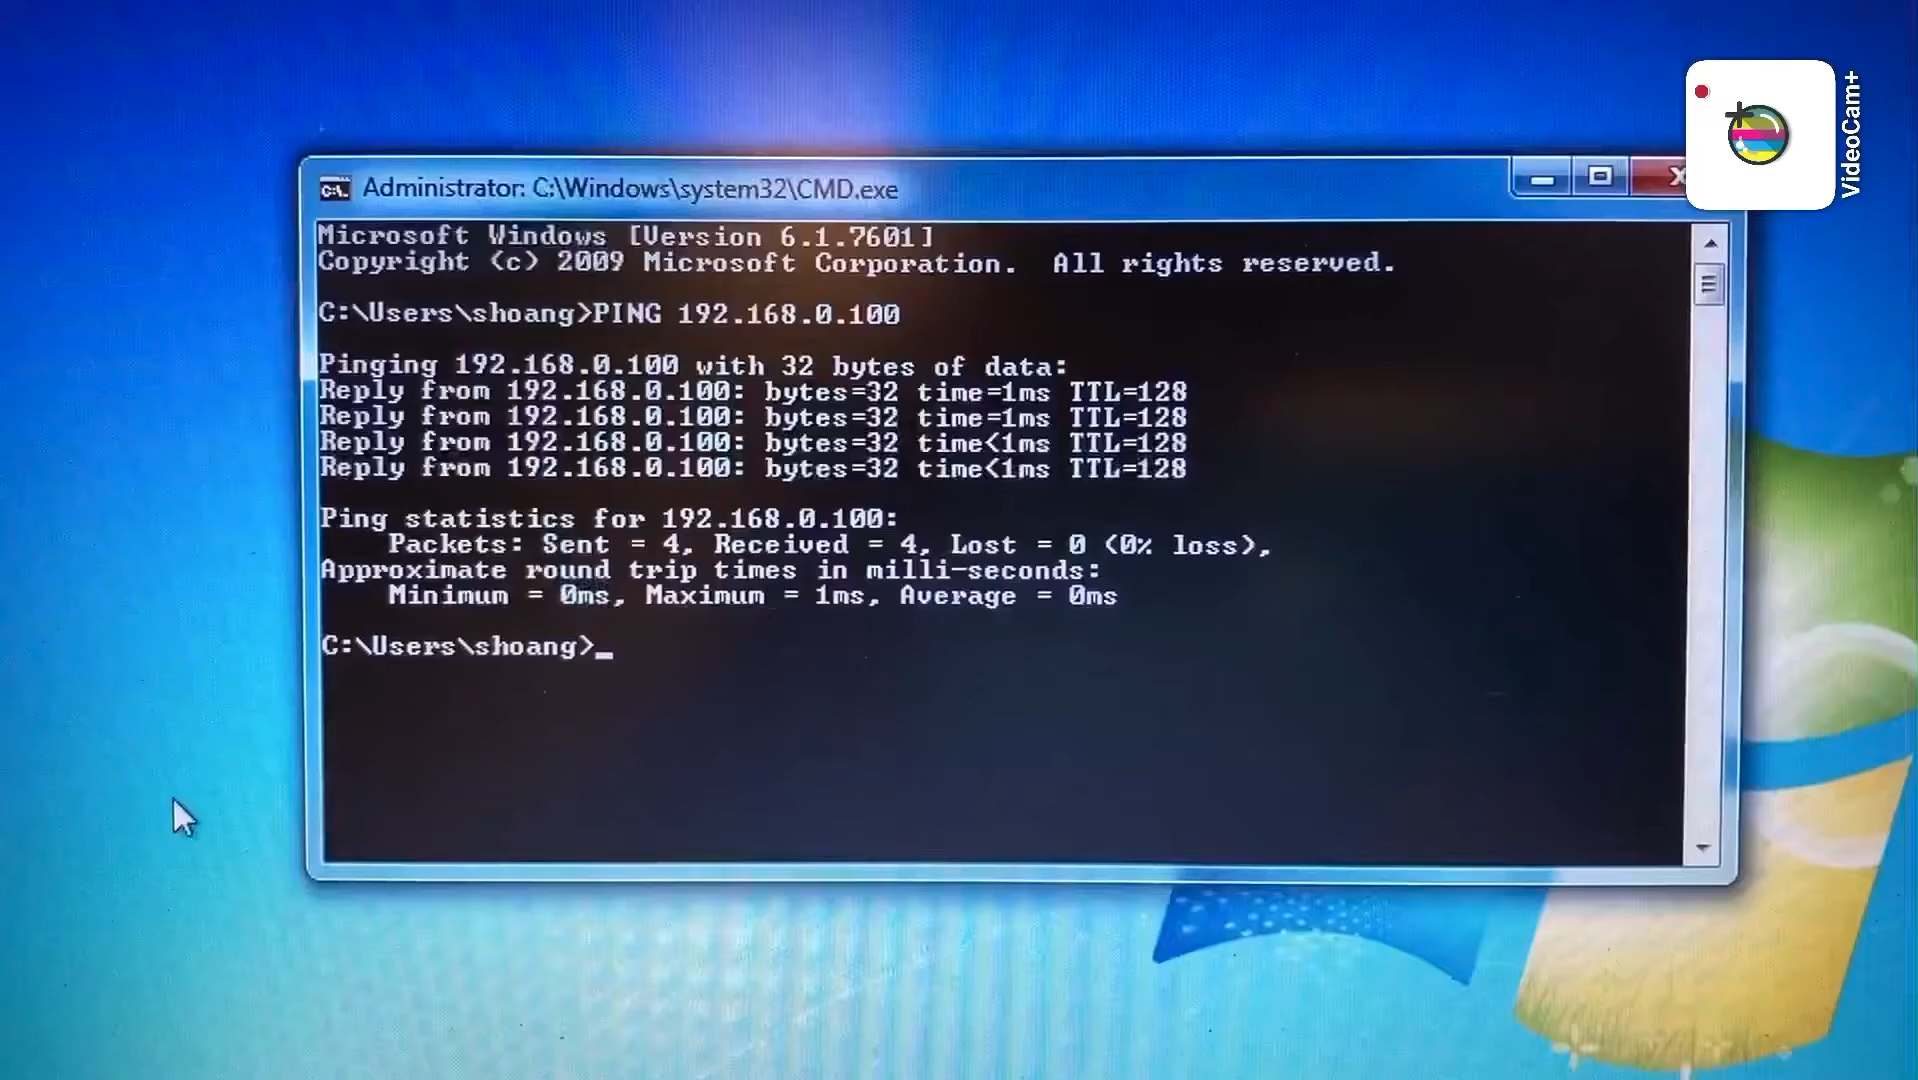 Administrator: C:\Windows\system32\CMD.exe
Microsoft Windows [Version 6.1.7601]
Copyright (c) 2009 Microsoft Corporation.  All rights reserved.
C:\Users\shoang>PING 192.168.0.100
Pinging 192.168.0.100 with 32 bytes of data:
Reply from 192.168.0.100: bytes=32 time=1ms TTL=128
Reply from 192.168.0.100: bytes=32 time=1ms TTL=128
Reply from 192.168.0.100: bytes=32 time<1ms TTL=128
Reply from 192.168.0.100: bytes=32 time<1ms TTL=128
Ping statistics for 192.168.0.100:
    Packets: Sent = 4, Received = 4, Lost = 0 (0% loss),
Approximate round trip times in milli-seconds:
    Minimum = 0ms, Maximum = 1ms, Average = 0ms
C:\Users\shoang>_
VideoCam+